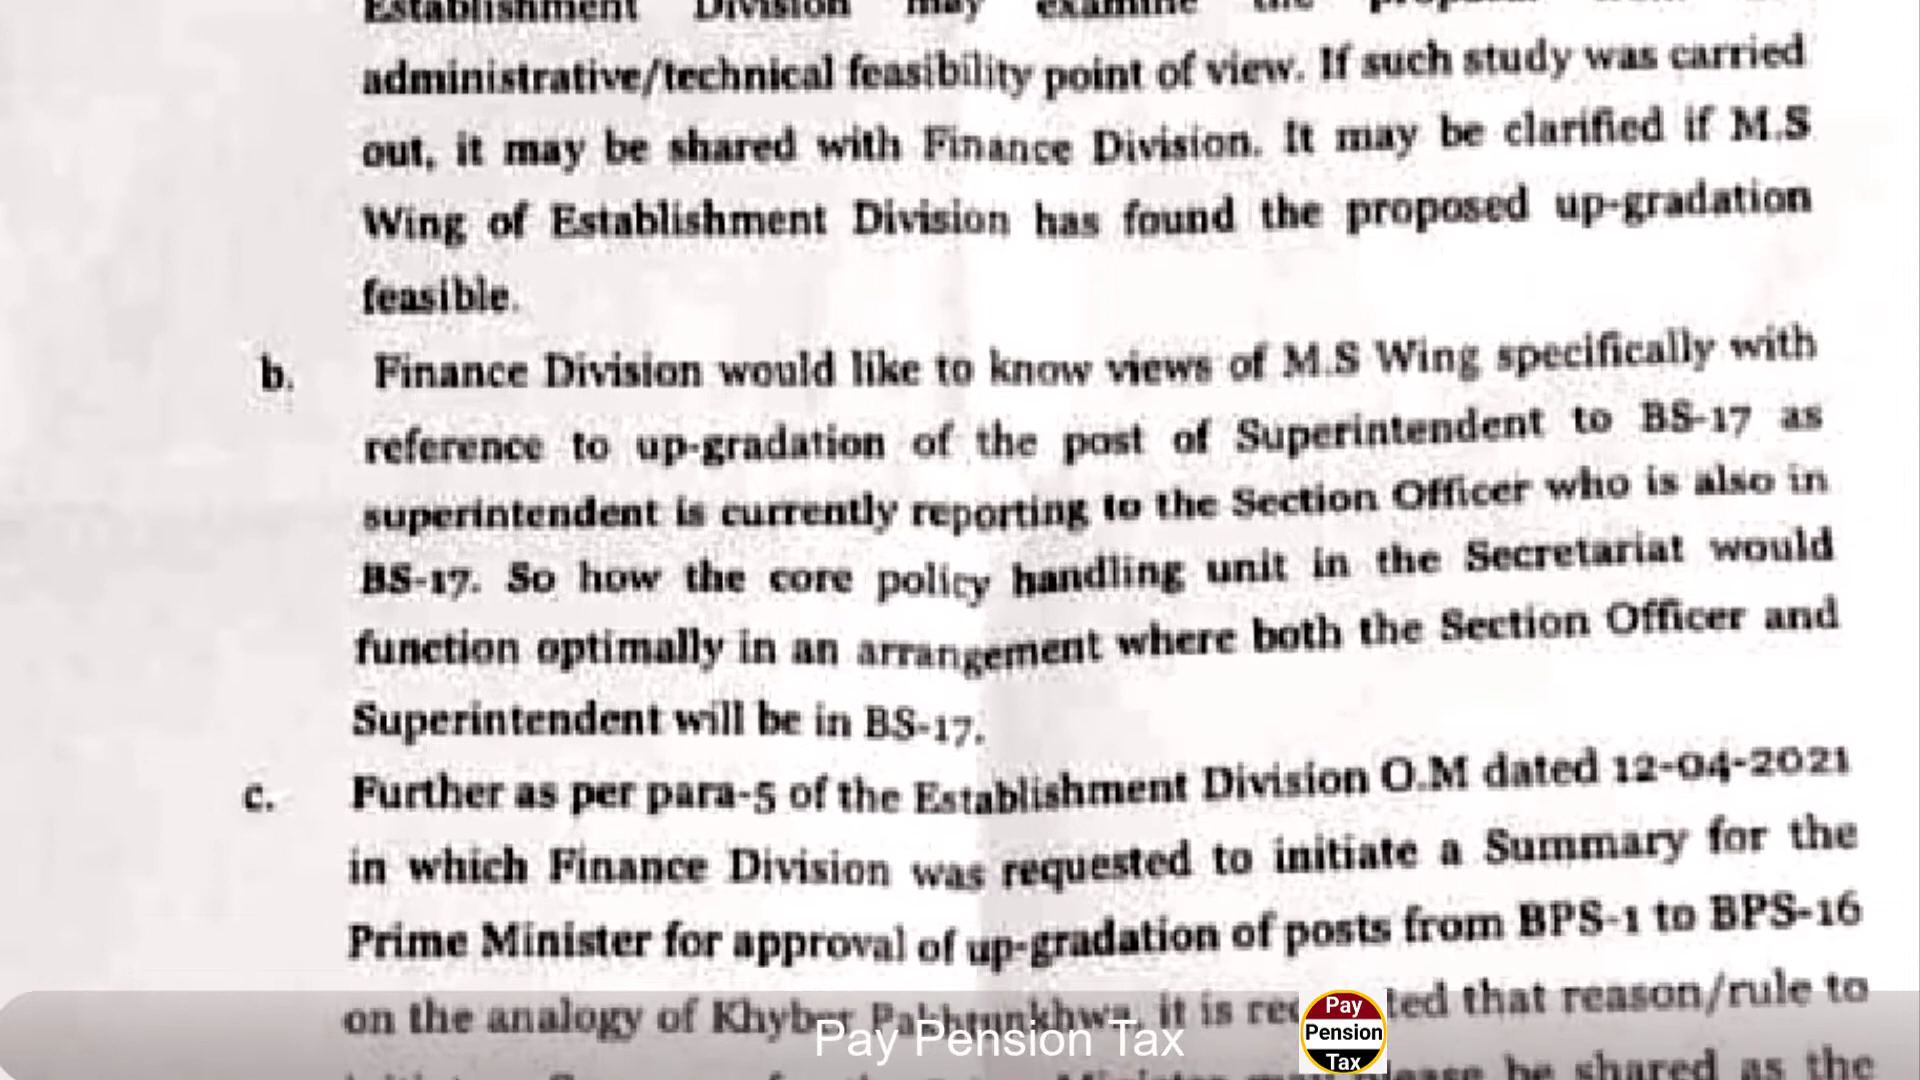 Establishment Division may examine the
administrative/technical feasibility point of view. If such study was carried
out, it may be shared with Finance Division. It may be clarified if M.S
Wing of Establishment Division has found the proposed up-gradation
feasible.
b. Finance Division would like to know views of M.S Wing specifically with
reference to up-gradation of the post of Superintendent to BS-17 as
superintendent is currently reporting to the Section Officer who is also in
BS-17. So how the core policy handling unit in the Secretariat would
function optimally in an arrangement where both the Section Officer and
Superintendent will be in BS-17.
c. Further as per para-5 of the Establishment Division O.M dated 12-04-2021
in which Finance Division was requested to initiate a Summary for the
Prime Minister for approval of up-gradation of posts from BPS-1 to BPS-16
on the analogy of Khyber Pakhtunkhwa, it is that reason/rule to
be shared as the
Pay Pension Tax
Pay
Pension
Tax